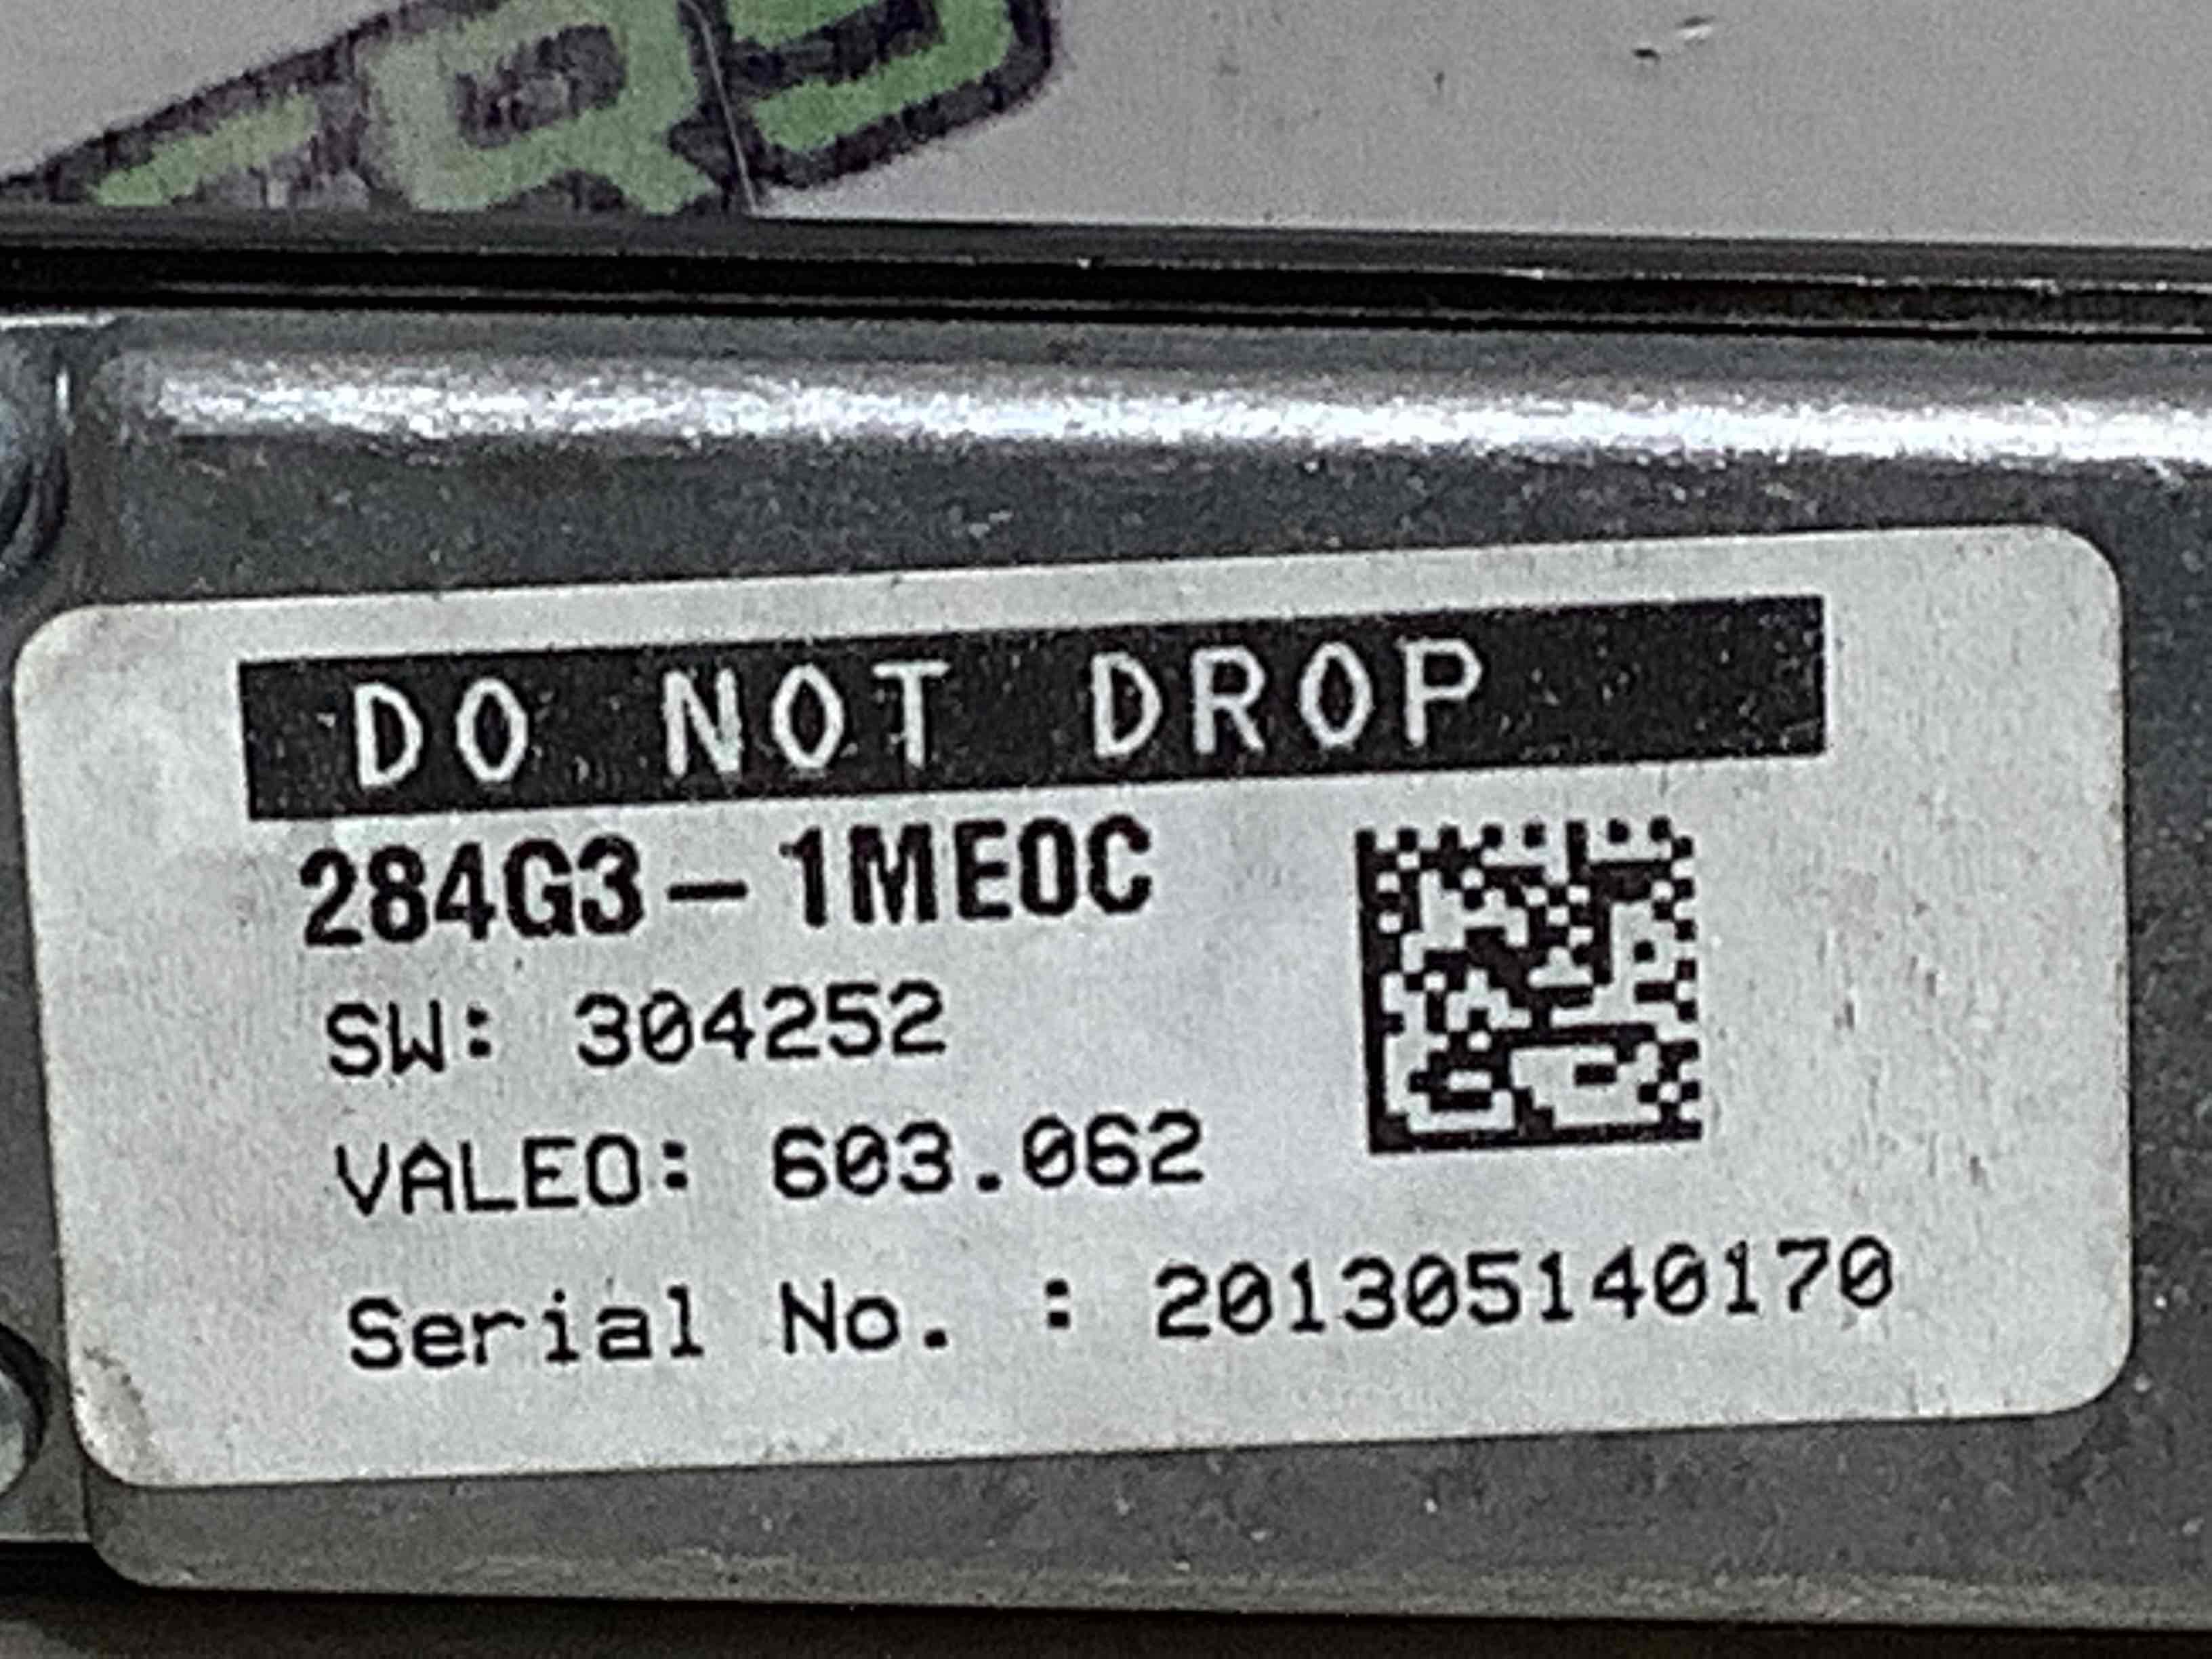 DO NOT DROP
284G3-1ME0C
SW: 304252
VALEO: 603.062
Serial No. : 201305140170